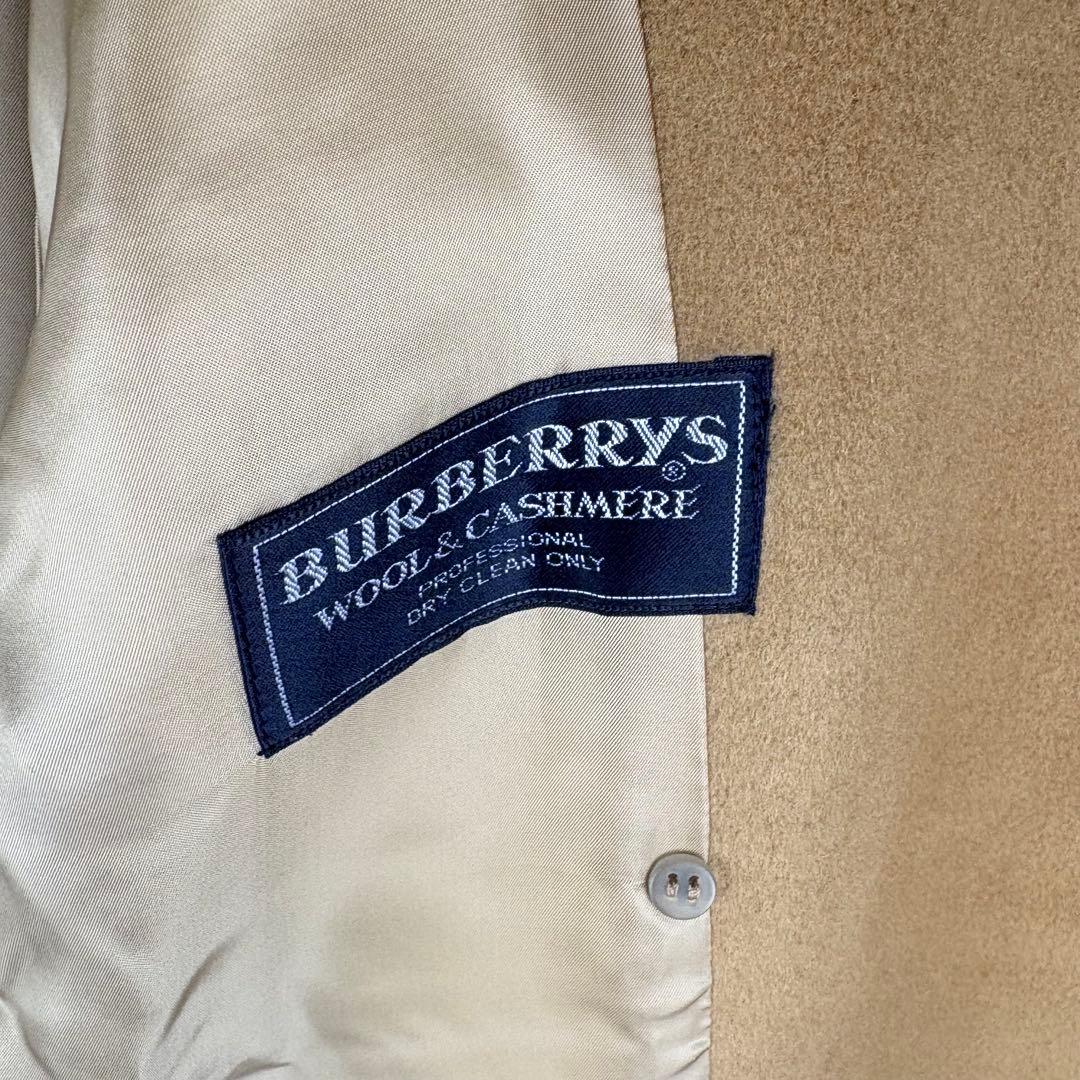 BURBERRYS®
WOOL & CASHMERE
PROFESSIONAL
DRY CLEAN ONLY